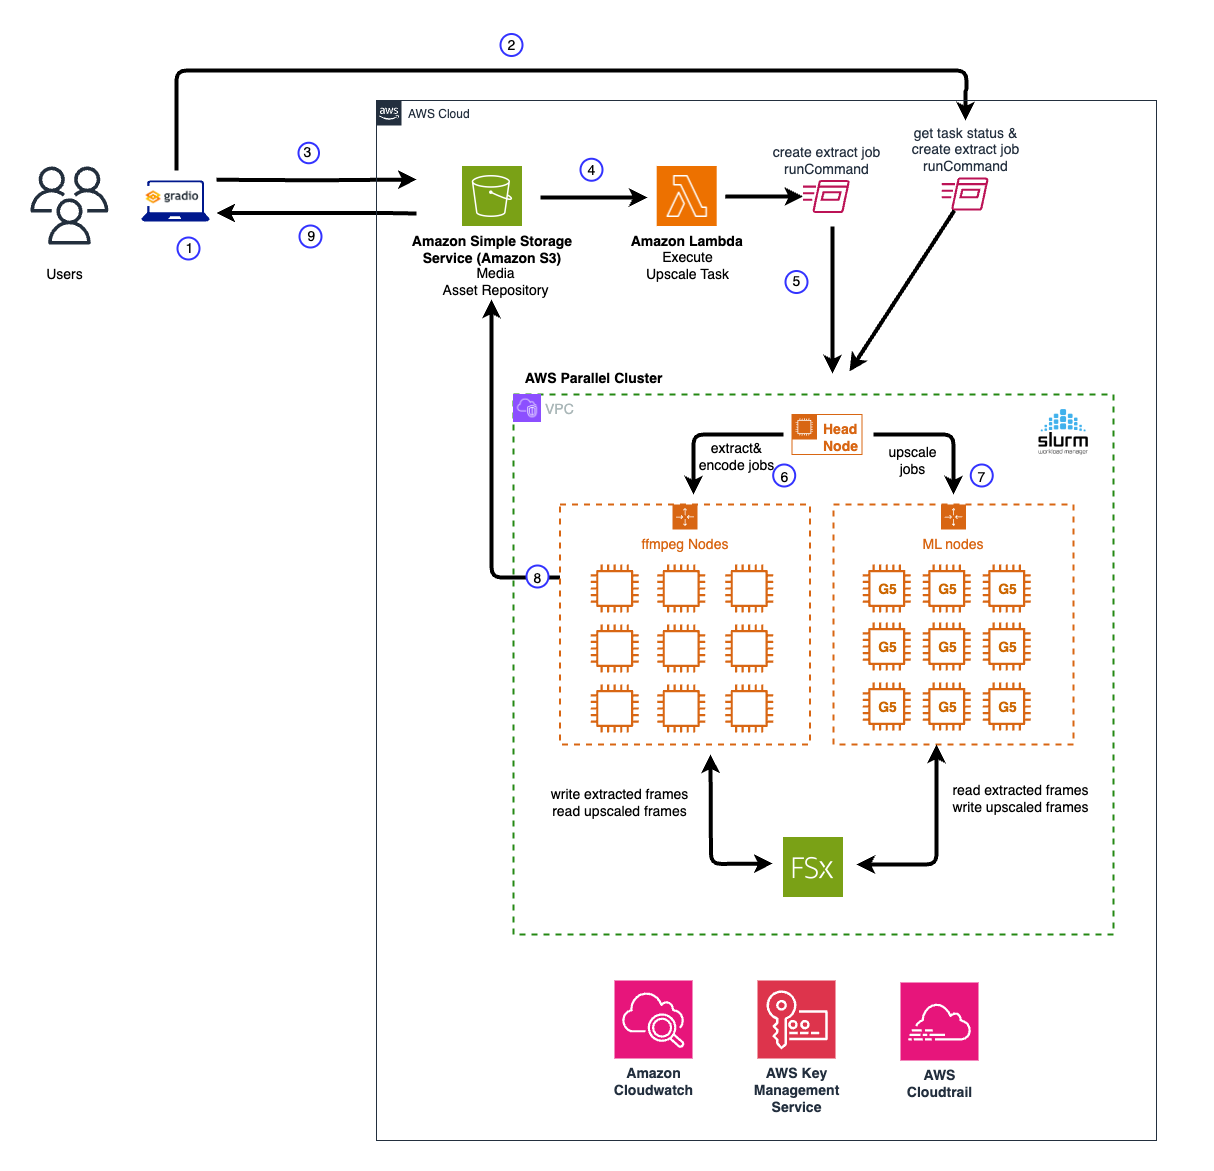 2
aws
AWS Cloud
get task status &
create extract job
runCommand
create extract job
runCommand
3
4
gradio
9
1
Users
Amazon Simple Storage
Service (Amazon S3)
Media
Asset Repository
Amazon Lambda
Execute
Upscale Task
5
AWS Parallel Cluster
VPC
Head
Node
slurm
workload manager
extract&
encode jobs
6
upscale
jobs
7
ffmpeg Nodes
ML nodes
8
G5
G5
G5
G5
G5
G5
G5
G5
G5
write extracted frames
read upscaled frames
read extracted frames
write upscaled frames
FSx
Amazon
Cloudwatch
AWS Key
Management
Service
AWS
Cloudtrail